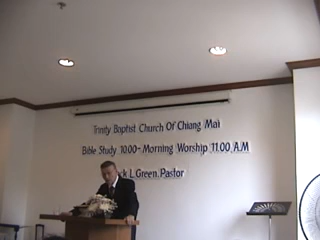 Trinity Baptist Church Of Chiang Mai
Bible Study 10:00- Morning Worship 11:00 A.M
L. Green, Pastor